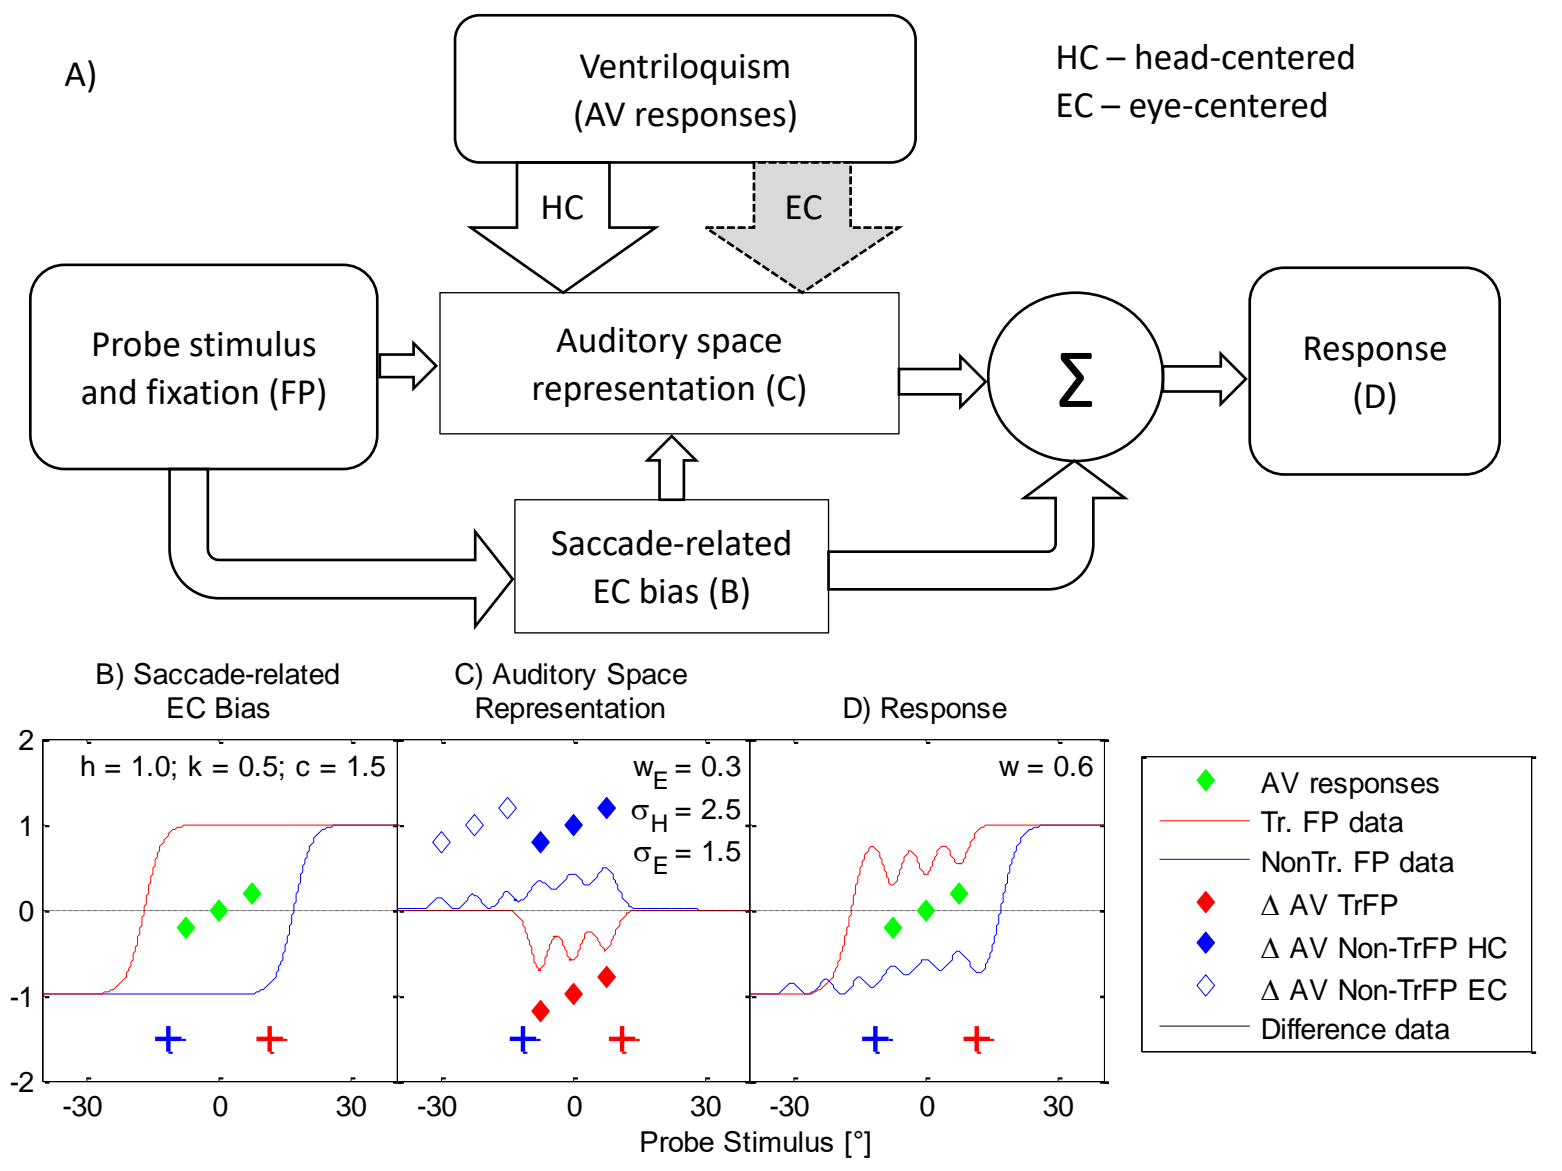 A)
Ventriloquism
(AV responses)
HC – head-centered
EC – eye-centered
HC
EC
Probe stimulus
and fixation (FP)
Auditory space
representation (C)
Σ
Response
(D)
Saccade-related
EC bias (B)
B) Saccade-related
EC Bias
C) Auditory Space
Representation
D) Response
2
1
0
-1
-2
h = 1.0; k = 0.5; c = 1.5
w_E = 0.3
σ_H = 2.5
σ_E = 1.5
w = 0.6
AV responses
Tr. FP data
NonTr. FP data
Δ AV TrFP
Δ AV Non-TrFP HC
Δ AV Non-TrFP EC
Difference data
-30 0 30
-30 0 30
-30 0 30
Probe Stimulus [°]